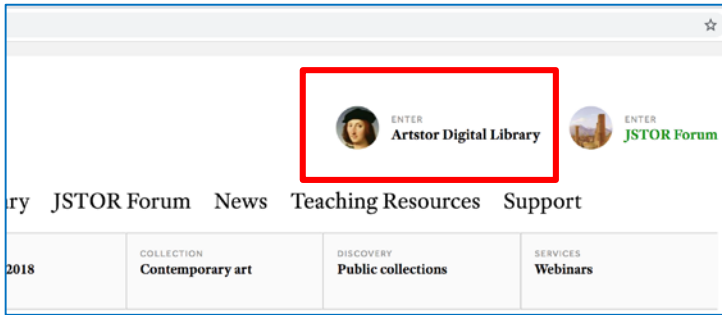 ENTER
Artstor Digital Library
ENTER
JSTOR Forum
JSTOR Forum News Teaching Resources Support
2018
COLLECTION
Contemporary art
DISCOVERY
Public collections
SERVICES
Webinars